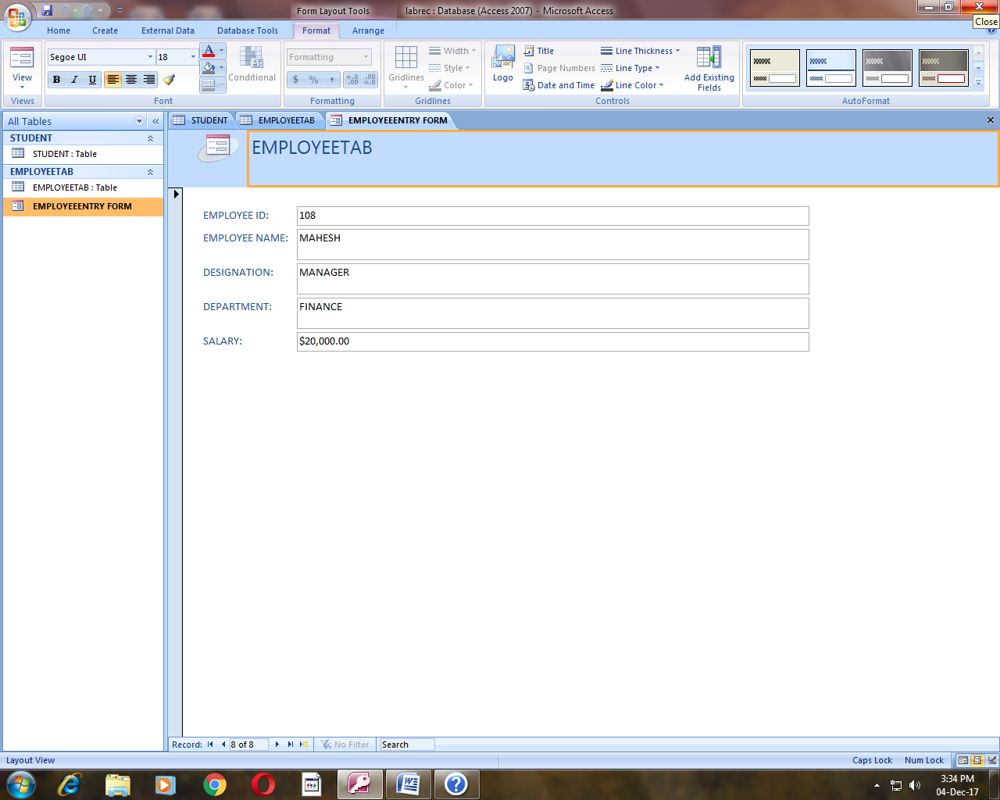 Form Layout Tools
labrec : Database (Access 2007) - Microsoft Access
Close
Home Create External Data Database Tools Format Arrange
View
Views
Segoe UI 18
B I U
Conditional
Font
Formatting
$ % ,
Formatting
Gridlines
Width
Style
Color
Gridlines
Logo
Title
Page Numbers
Date and Time
Line Thickness
Line Type
Line Color
Add Existing
Fields
Controls
AutoFormat
All Tables
STUDENT
STUDENT : Table
EMPLOYEETAB
EMPLOYEETAB : Table
EMPLOYEEENTRY FORM
STUDENT EMPLOYEETAB EMPLOYEEENTRY FORM
EMPLOYEETAB
EMPLOYEE ID: 108
EMPLOYEE NAME: MAHESH
DESIGNATION: MANAGER
DEPARTMENT: FINANCE
SALARY: $20,000.00
Record: 8 of 8 No Filter Search
Layout View Caps Lock Num Lock
3:34 PM
04-Dec-17